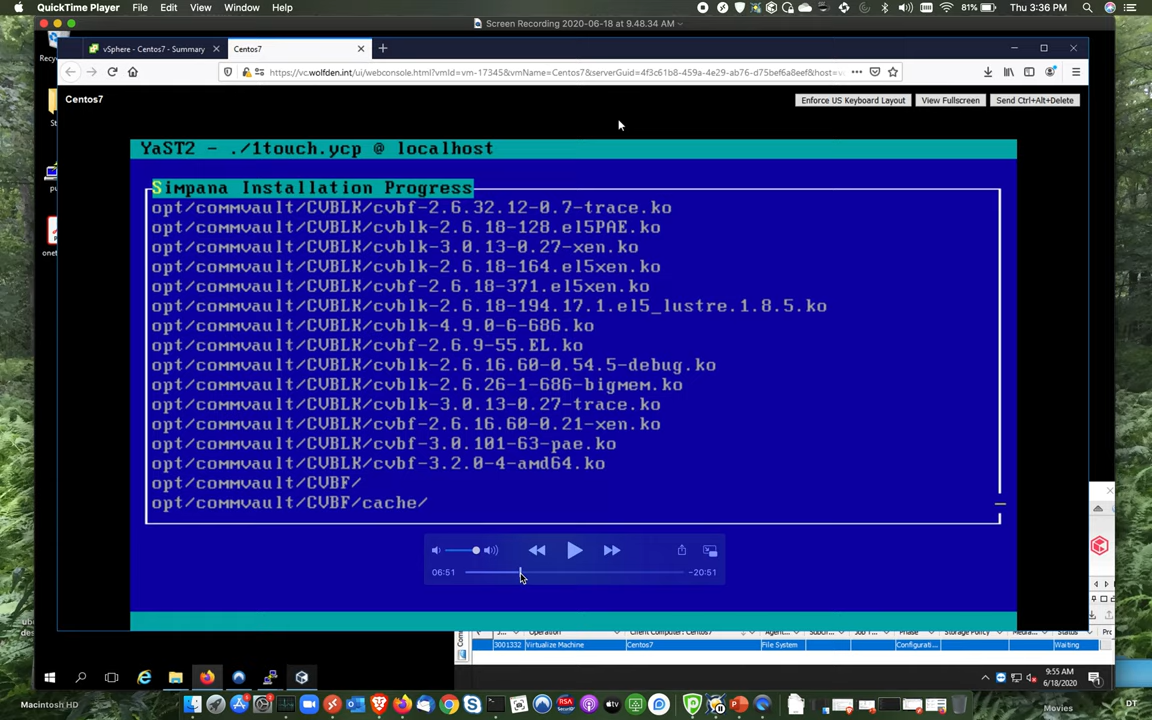 QuickTime Player File Edit View Window Help 81% Thu 3:36 PM
Screen Recording 2020-06-18 at 9.48.34 AM
vSphere - Centos7 - Summary Centos7
https://vc.wolfden.int/ui/webconsole.html?vmId=vm-17345&vmName=Centos7&serverGuid=4f3c61b8-459a-4e29-ab76-d75bef6a8eef&host=
Centos7 Enforce US Keyboard Layout View Fullscreen Send Ctrl+Alt+Delete
YaST2 - ./1touch.ycp @ localhost
Simpana Installation Progress
opt/commvault/CVBLK/cvbf-2.6.32.12-0.7-trace.ko
opt/commvault/CVBLK/cvblk-2.6.18-128.el5PAE.ko
opt/commvault/CVBLK/cvblk-3.0.13-0.27-xen.ko
opt/commvault/CVBLK/cvblk-2.6.18-164.el5xen.ko
opt/commvault/CVBLK/cvbf-2.6.18-371.el5xen.ko
opt/commvault/CVBLK/cvblk-2.6.18-194.17.1.el5_lustre.1.8.5.ko
opt/commvault/CVBLK/cvblk-4.9.0-6-686.ko
opt/commvault/CVBLK/cvbf-2.6.9-55.EL.ko
opt/commvault/CVBLK/cvblk-2.6.16.60-0.54.5-debug.ko
opt/commvault/CVBLK/cvblk-2.6.26-1-686-bigmem.ko
opt/commvault/CVBLK/cvblk-3.0.13-0.27-trace.ko
opt/commvault/CVBLK/cvblk-2.6.16.60-0.21-xen.ko
opt/commvault/CVBLK/cvbf-3.0.101-63-pae.ko
opt/commvault/CVBLK/cvbf-3.2.0-4-amd64.ko
opt/commvault/CVBF/
opt/commvault/CVBF/cache/
06:51 -20:51
Operation Client Computer: Centos7 Agent... Phase Storage Policy Status
3001332 Virtualize Machine Centos7 File System Configurati... Waiting
9:55 AM
6/18/2020
Macintosh HD Movies DT